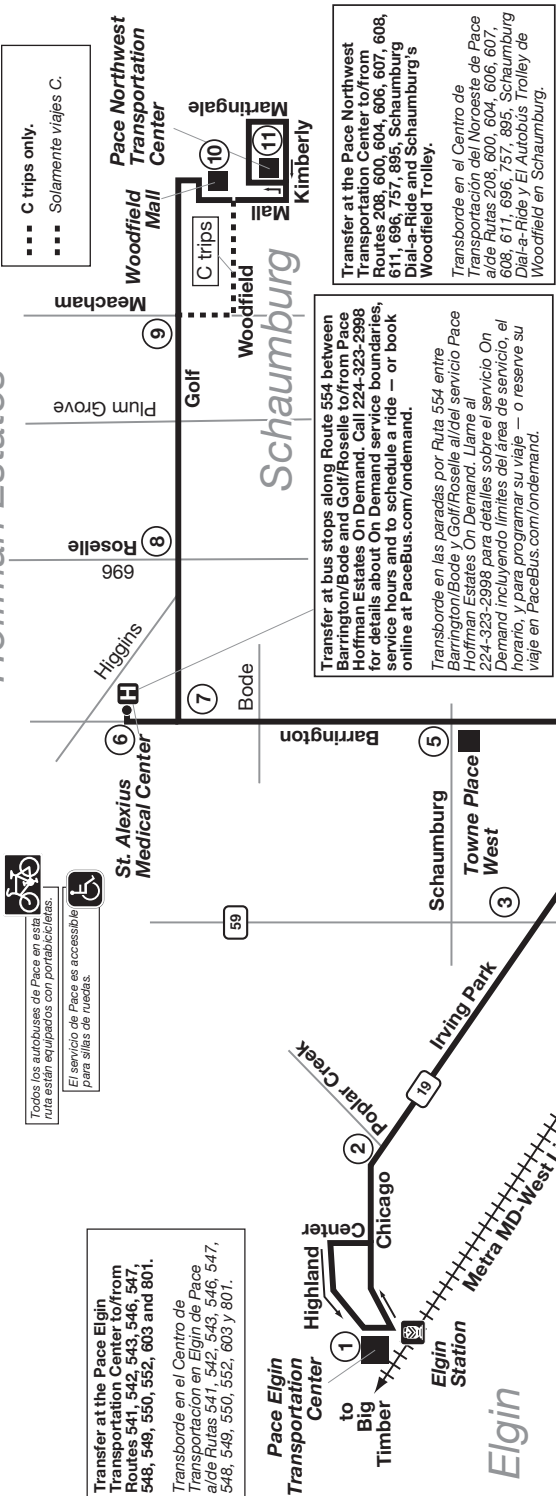 Todos los autobuses de Pace en esta
ruta están equipados con portabicicletas.
El servicio de Pace es accessible
para sillas de ruedas.
C trips only.
Solamente viajes C.
Transfer at the Pace Elgin
Transportation Center to/from
Routes 541, 542, 543, 546, 547,
548, 549, 550, 552, 603 and 801.
Transborde en el Centro de
Transportación en Elgin de Pace
a/de Rutas 541, 542, 543, 546, 547,
548, 549, 550, 552, 603 y 801.
Pace Elgin
Transportation
Center
1
to
Big
Timber
Elgin
Station
Elgin
Highland
Center
Chicago
2
Poplar Creek
19
Irving Park
Metra MD-West
3
59
Schaumburg
Towne Place
West
5
Barrington
St. Alexius
Medical Center
6
H
7
Bode
Higgins
696
Roselle
8
Plum Grove
Golf
Meacham
9
Woodfield
C trips
Schaumburg
Woodfield
Mall
10
Pace Northwest
Transportation
Center
Martingale
11
Mall
Kimberly
Transfer at bus stops along Route 554 between
Barrington/Bode and Golf/Roselle to/from Pace
Hoffman Estates On Demand. Call 224-323-2998
for details about On Demand service boundaries,
service hours and to schedule a ride — or book
online at PaceBus.com/ondemand.
Transborde en las paradas por Ruta 554 entre
Barrington/Bode y Golf/Roselle al/del servicio Pace
Hoffman Estates On Demand. Llame al
224-323-2998 para detalles sobre el servicio On
Demand incluyendo límites del área de servicio, el
horario, y para programar su viaje — o reserve su
viaje en PaceBus.com/ondemand.
Transfer at the Pace Northwest
Transportation Center to/from
Routes 208, 600, 604, 606, 607, 608,
611, 696, 757, 895, Schaumburg
Dial-a-Ride and Schaumburg's
Woodfield Trolley.
Transborde en el Centro de
Transportación del Noroeste de Pace
a/de Rutas 208, 600, 604, 606, 607,
608, 611, 696, 757, 895, Schaumburg
Dial-a-Ride y El Autobús Trolley de
Woodfield en Schaumburg.